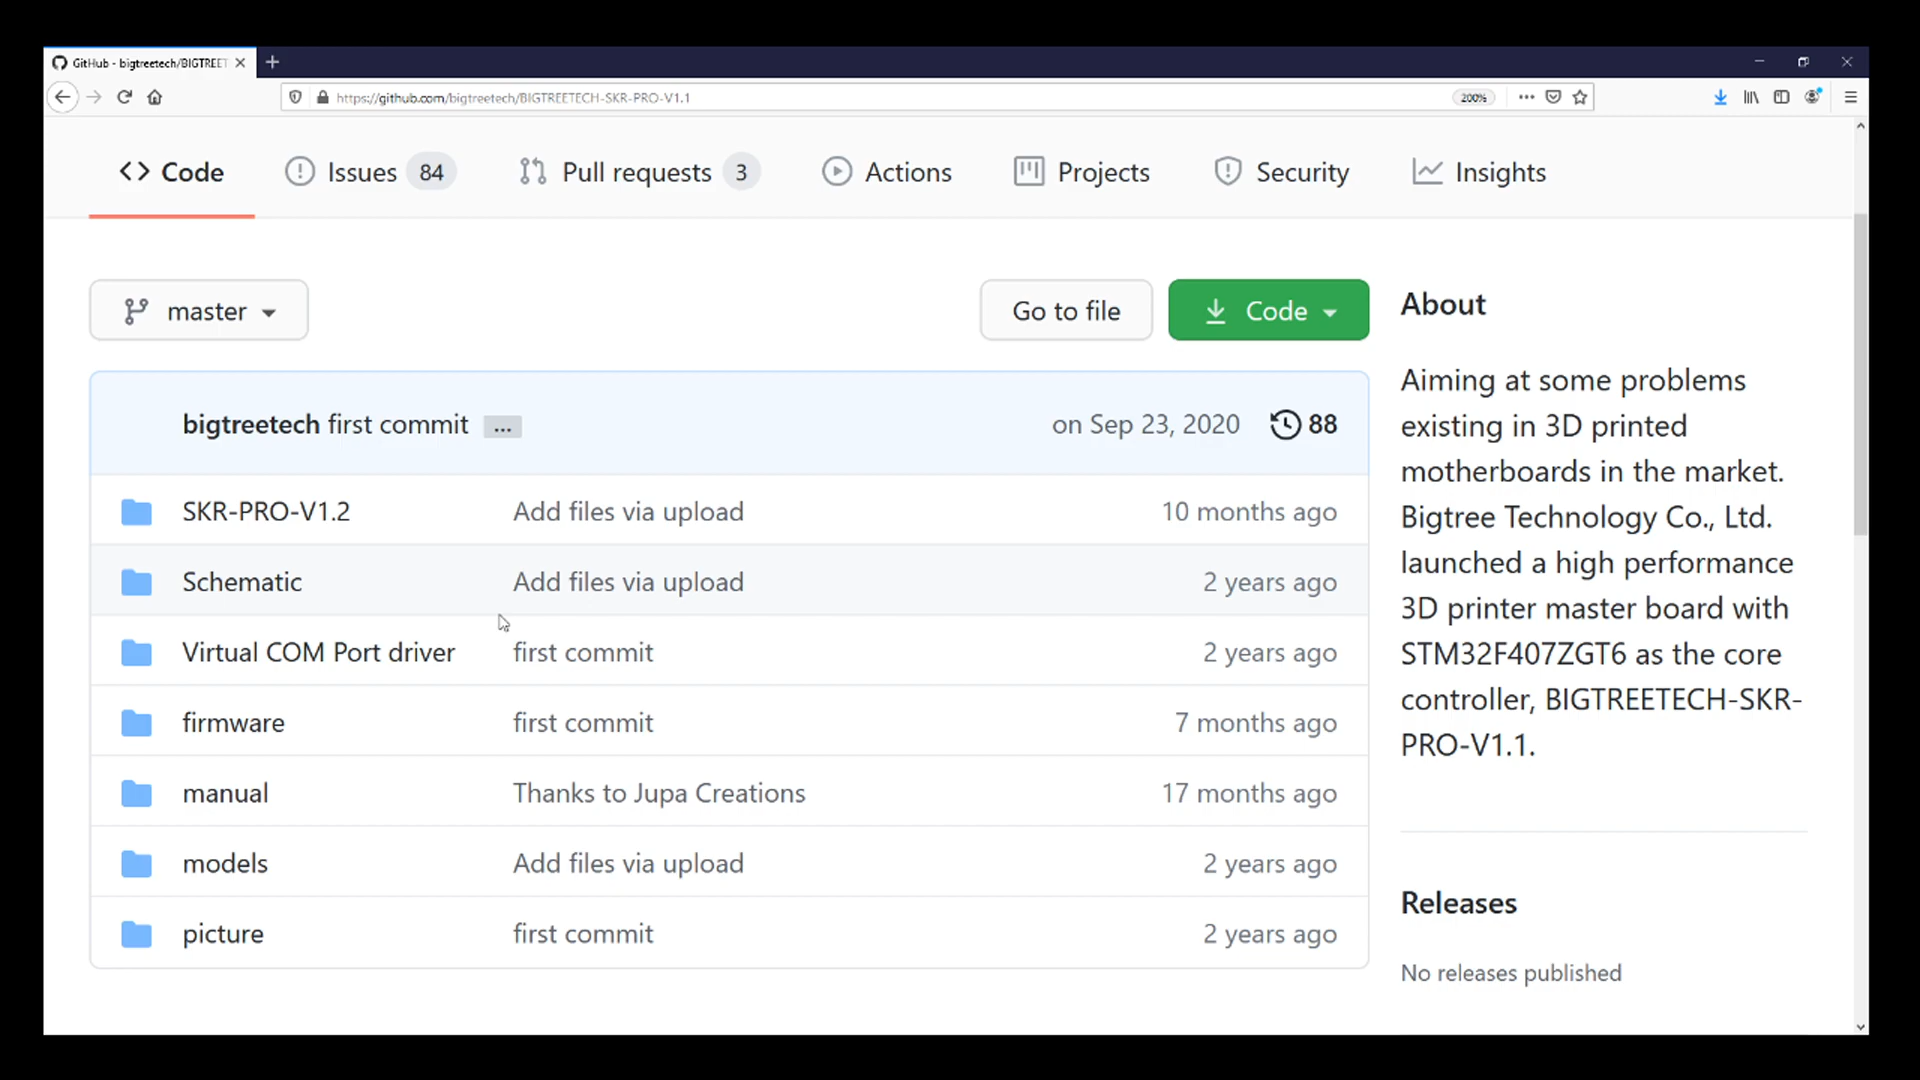 GitHub - bigtreetech/BIGTREET
https://github.com/bigtreetech/BIGTREETECH-SKR-PRO-V1.1
200%
Code
Issues 84
Pull requests 3
Actions
Projects
Security
Insights
master
Go to file
Code
bigtreetech first commit ...
on Sep 23, 2020
88
SKR-PRO-V1.2 Add files via upload 10 months ago
Schematic Add files via upload 2 years ago
Virtual COM Port driver first commit 2 years ago
firmware first commit 7 months ago
manual Thanks to Jupa Creations 17 months ago
models Add files via upload 2 years ago
picture first commit 2 years ago
About
Aiming at some problems
existing in 3D printed
motherboards in the market.
Bigtree Technology Co., Ltd.
launched a high performance
3D printer master board with
STM32F407ZGT6 as the core
controller, BIGTREETECH-SKR-
PRO-V1.1.
Releases
No releases published